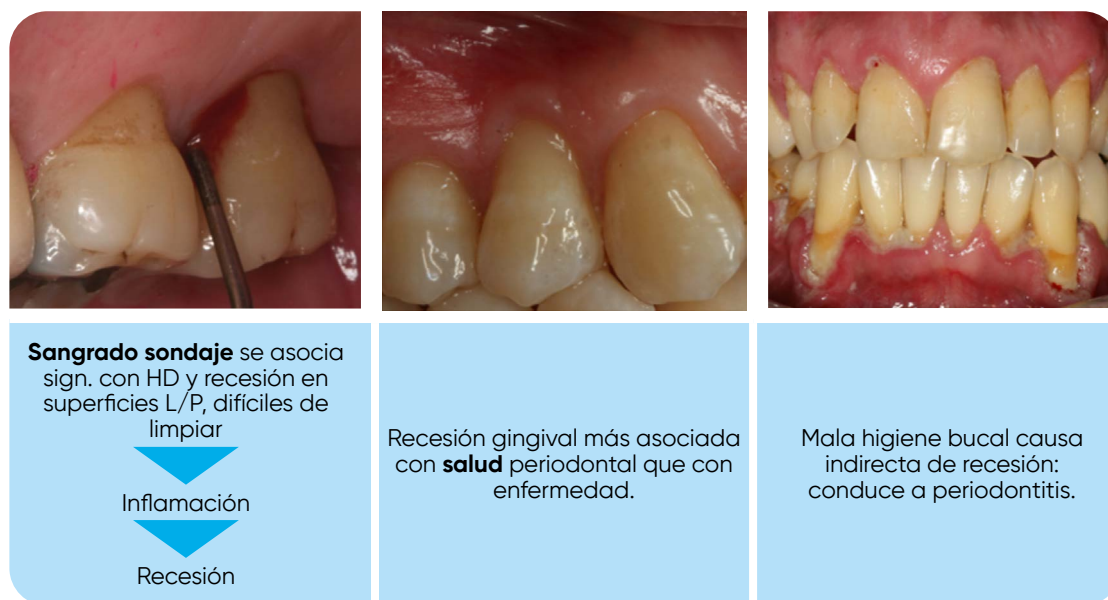 Sangrado sondaje se asocia
sign. con HD y recesión en
superficies L/P, difíciles de
limpiar
Inflamación
Recesión
Recesión gingival más asociada
con salud periodontal que con
enfermedad.
Mala higiene bucal causa
indirecta de recesión:
conduce a periodontitis.